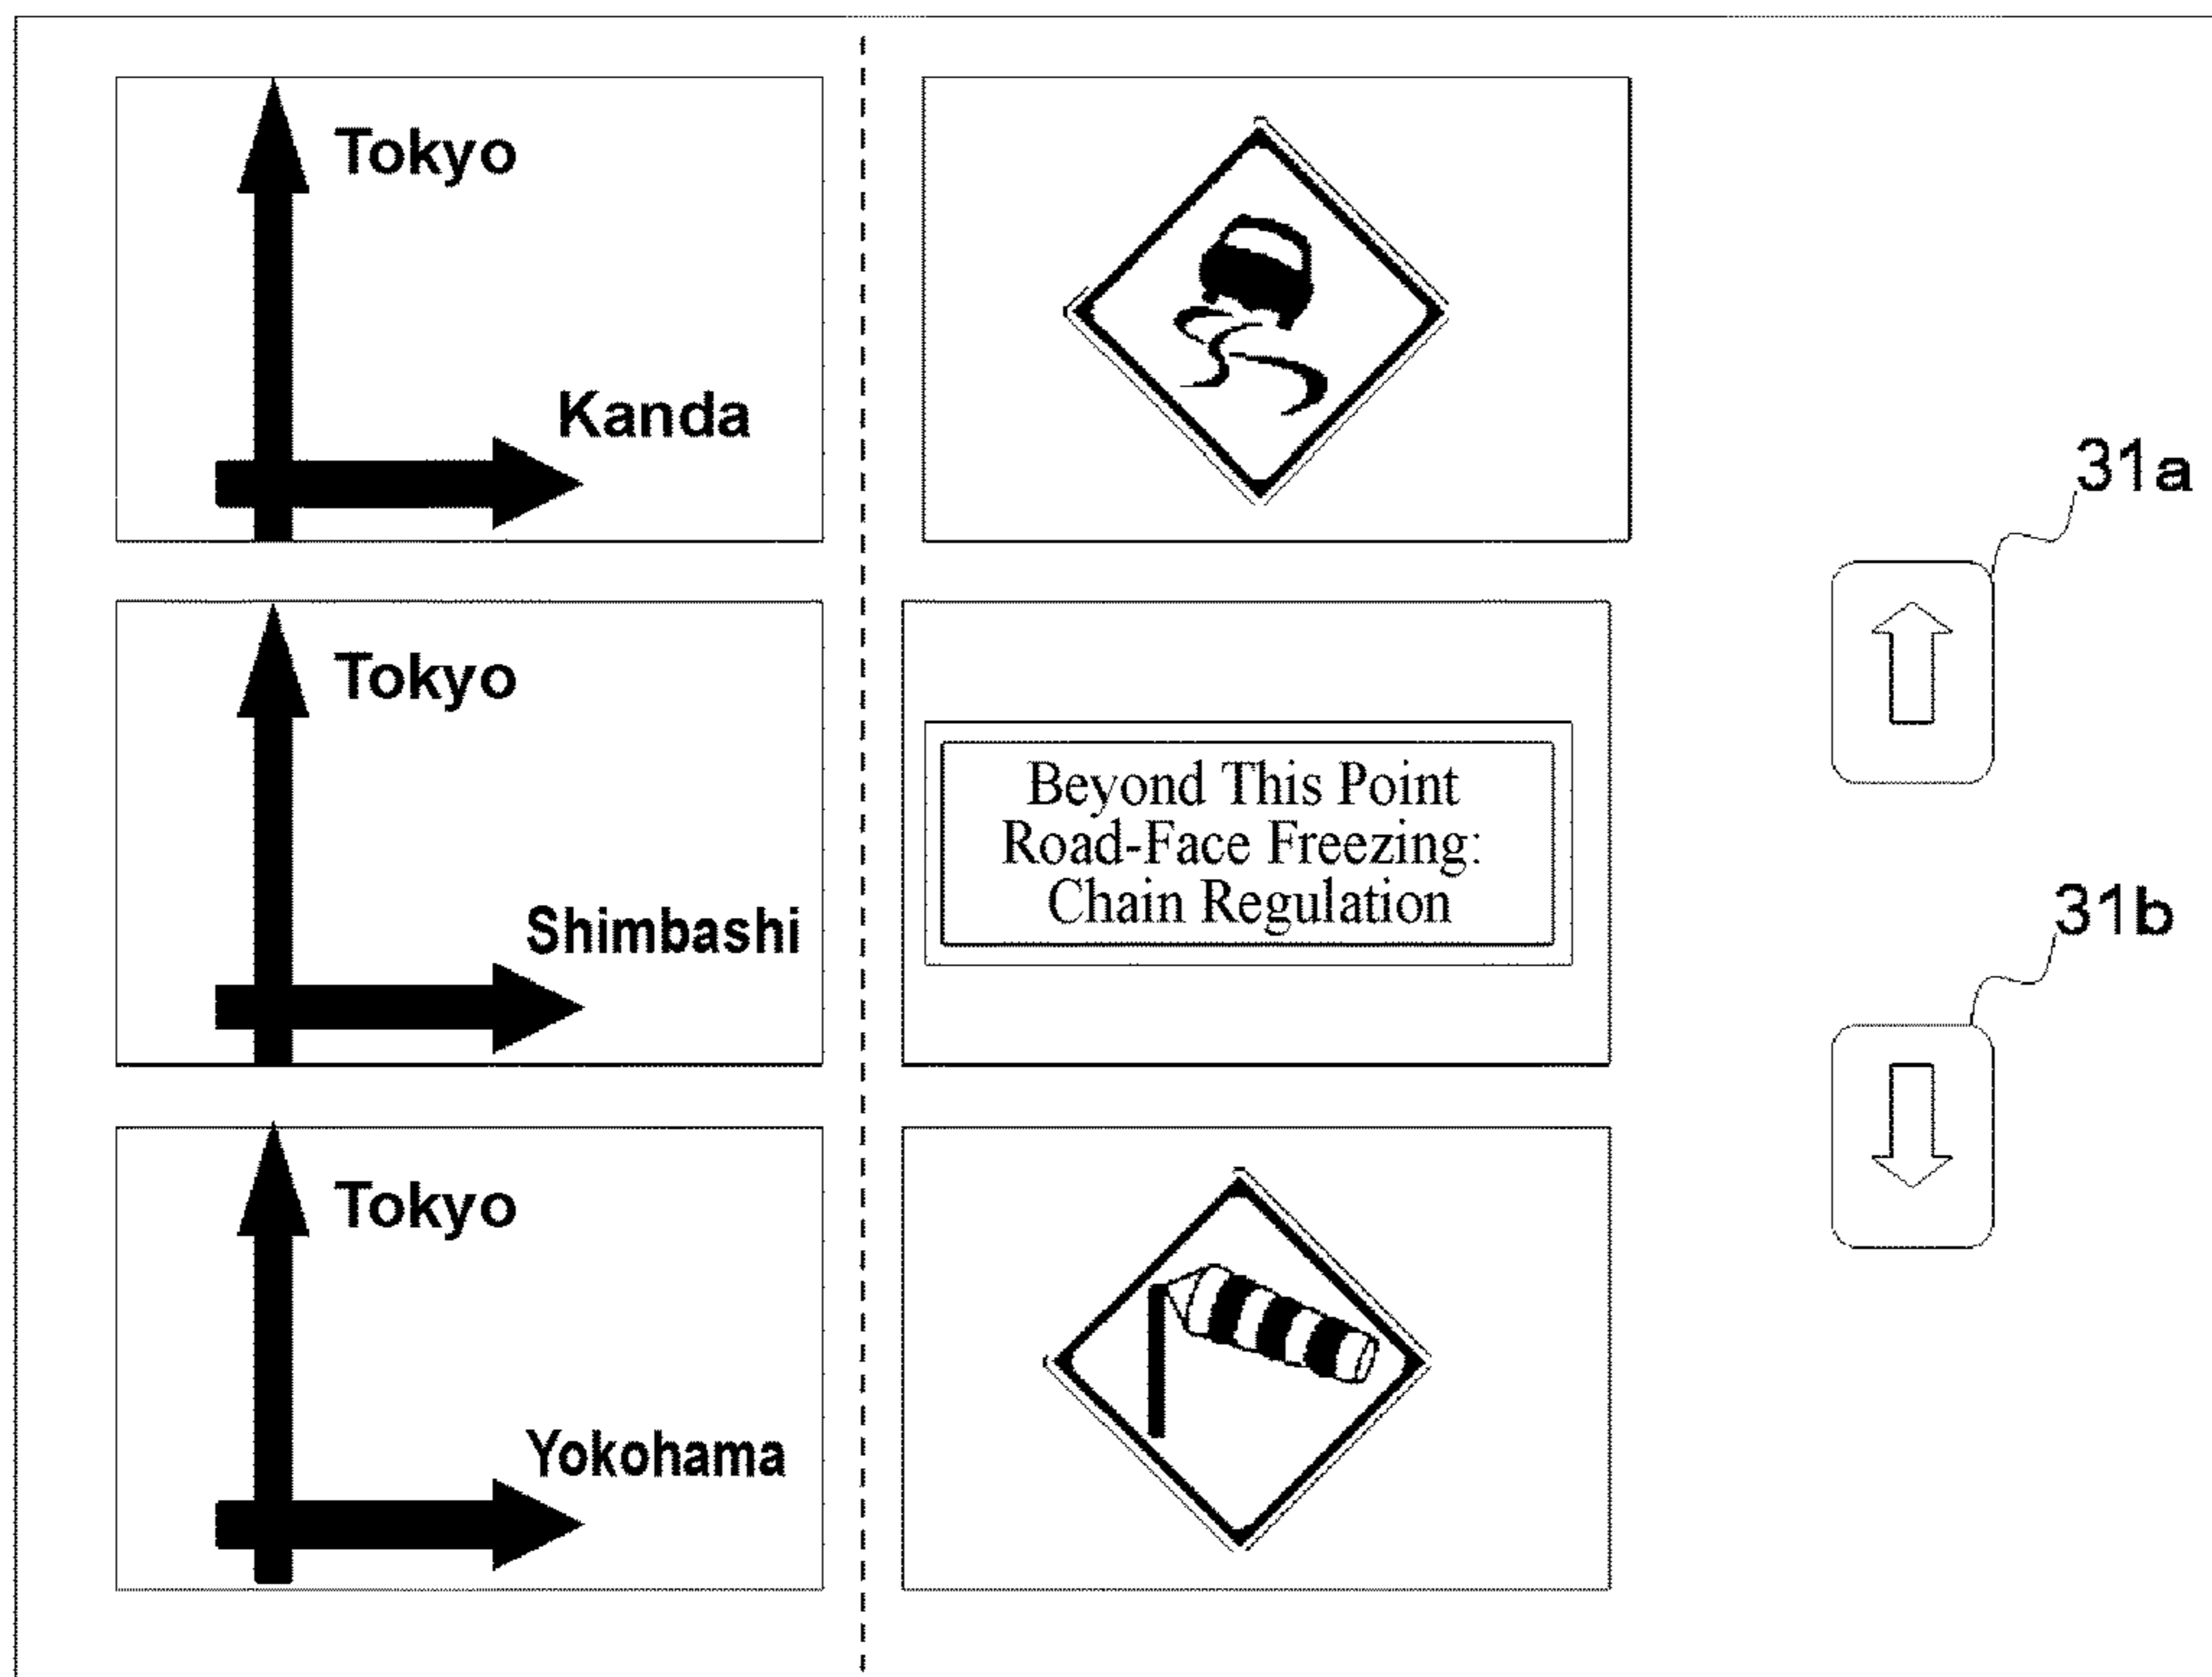 Tokyo
Kanda
31a
Tokyo
Beyond This Point
Road-Face Freezing:
Chain Regulation
Shimbashi
31b
Tokyo
Yokohama